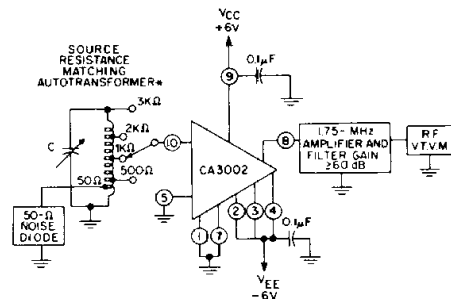 VCC
+6V
0.1µF
SOURCE
RESISTANCE
MATCHING
AUTOTRANSFORMER*
3KΩ
2KΩ
1KΩ
500Ω
50Ω
C
9
10
8
CA3002
5
1
7
2
3
4
0.1µF
1.75-MHz
AMPLIFIER AND
FILTER GAIN
≥60 dB
RF
V.T.V.M
50-Ω
NOISE
DIODE
VEE
-6V